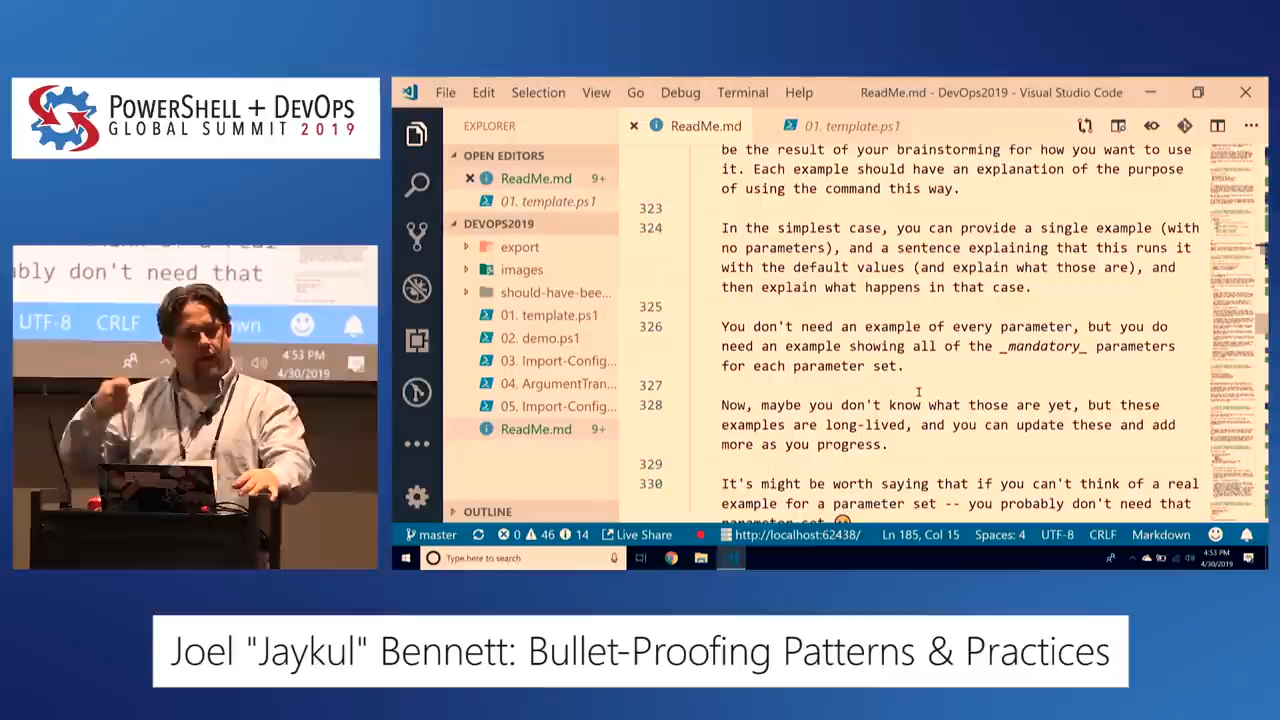 POWERSHELL + DEVOPS
GLOBAL SUMMIT 2019
ably don't need that
UTF-8 CRLF
4:53 PM
4/30/2019
File Edit Selection View Go Debug Terminal Help ReadMe.md - DevOps2019 - Visual Studio Code
EXPLORER
OPEN EDITORS
ReadMe.md 9+
01. template.ps1
export
images
should-have-bee...
01. template.ps1
02. demo.ps1
04. ArgumentTran...
ReadMe.md 9+
OUTLINE
ReadMe.md 01. template.ps1
be the result of your brainstorming for how you want to use
it. Each example should have an explanation of the purpose
of using the command this way.
323
324 In the simplest case, you can provide a single example (with
no parameters), and a sentece explaining that this runs it
with the default values (and explain what those are), and
then explain what happens in that case.
325
326 You don't need an example of every parameter, but you do
need an example showing all of the _mandatory_ parameters
for each parameter set.
327
328 Now, maybe you don't know what those are yet, but these
examples are long-lived, and you can update these and add
more as you progress.
329
330 It's might be worth saying that if you can't think of a real
example for a parameter set you probably don't need that
parameter set
master 0 46 14 Live Share http://localhost:62438/ Ln 185, Col 15 Spaces: 4 UTF-8 CRLF Markdown
Type here to search
4:53 PM
4/30/2019
Joel "Jaykul" Bennett: Bullet-Proofing Patterns & Practices